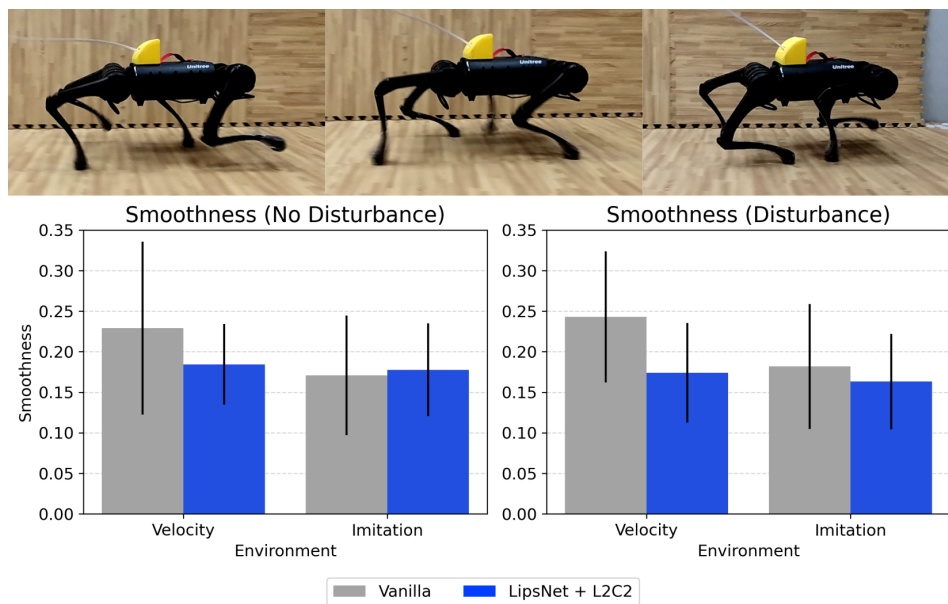 Unitree
Unitree
Unitree
Smoothness (No Disturbance)
Smoothness (Disturbance)
Smoothness
0.35
0.30
0.25
0.20
0.15
0.10
0.05
0.00
Velocity
Imitation
Environment
0.35
0.30
0.25
0.20
0.15
0.10
0.05
0.00
Velocity
Imitation
Environment
Vanilla
LipsNet + L2C2